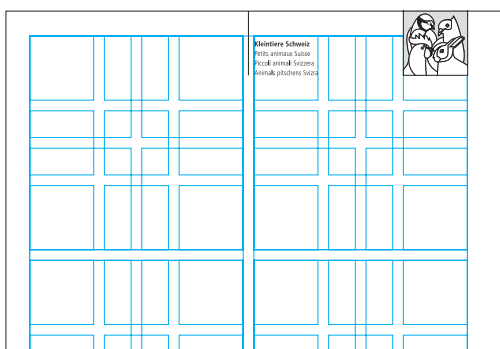 Kleintiere Schweiz
Petits animaux Suisse
Piccoli animali Svizzera
Animals pitschens Svizra